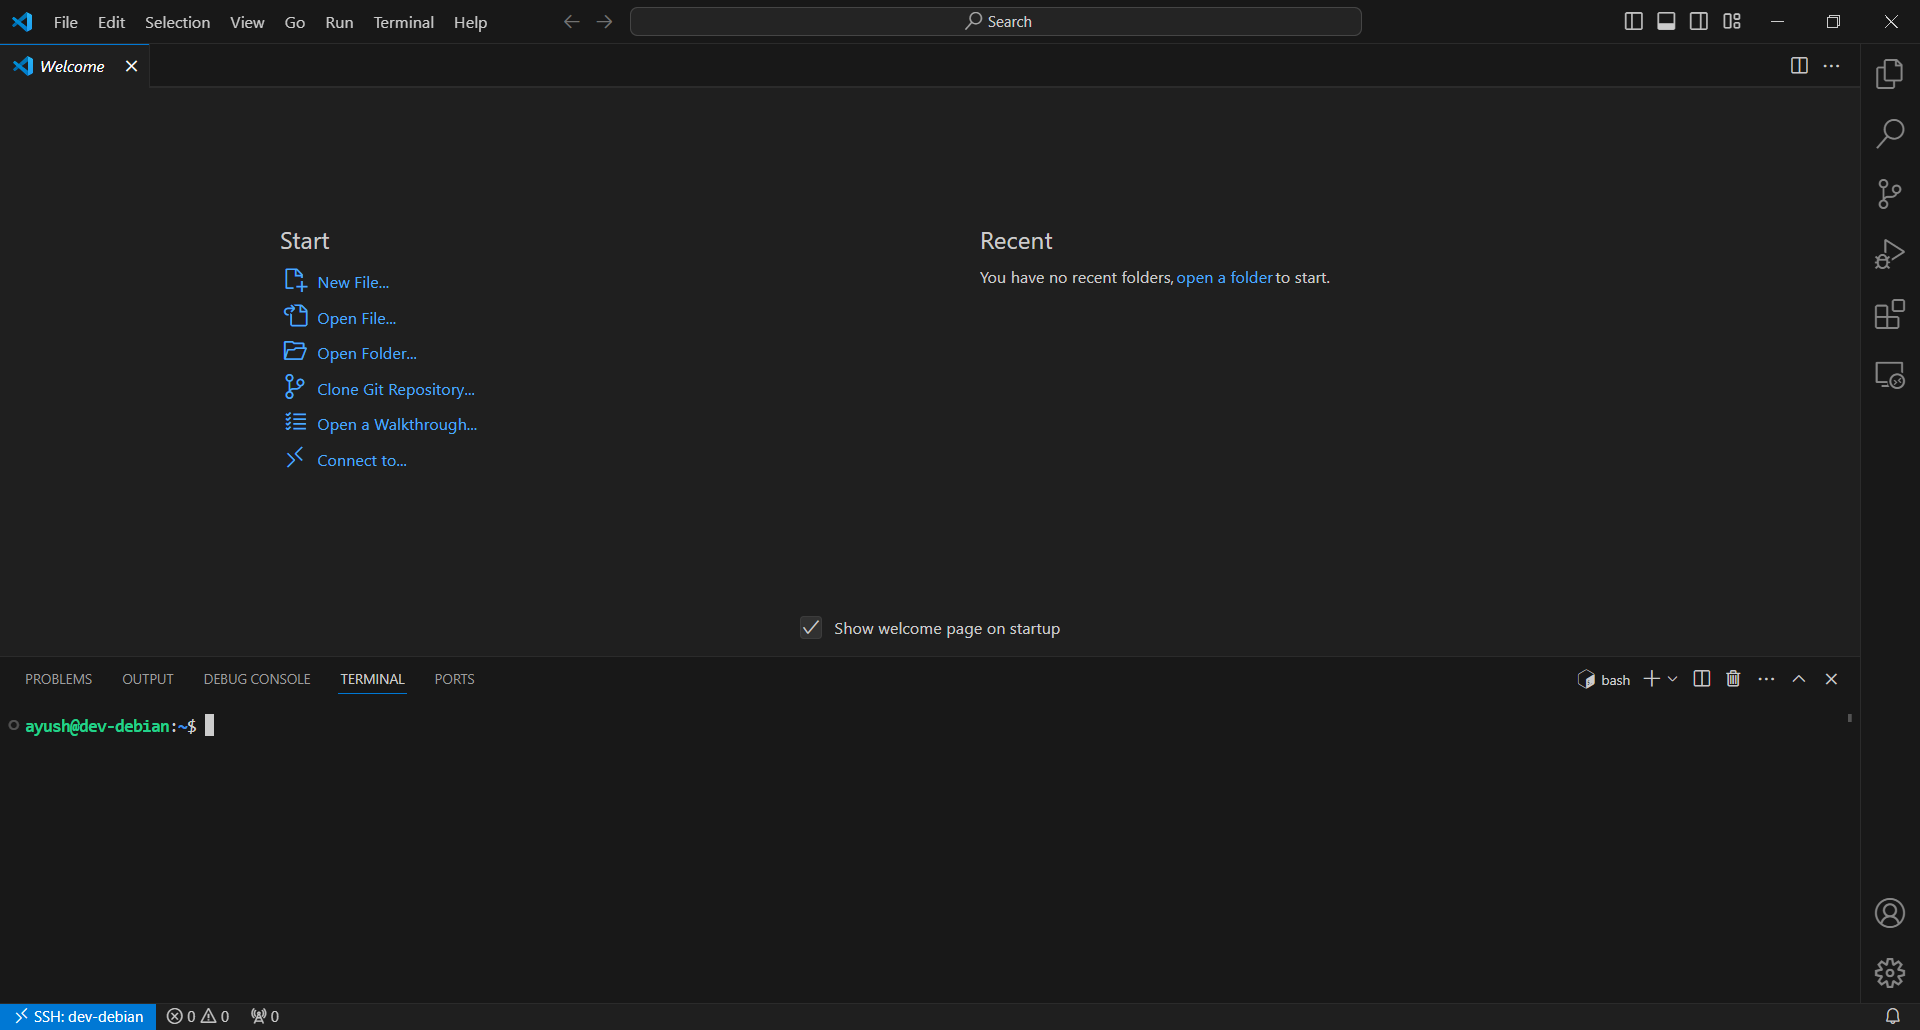 File Edit Selection View Go Run Terminal Help Search
Welcome
Start
New File...
Open File...
Open Folder...
Clone Git Repository...
Open a Walkthrough...
Connect to...
Recent
You have no recent folders, open a folder to start.
Show welcome page on startup
PROBLEMS OUTPUT DEBUG CONSOLE TERMINAL PORTS bash
ayush@dev-debian:~$
SSH: dev-debian 0 0 0